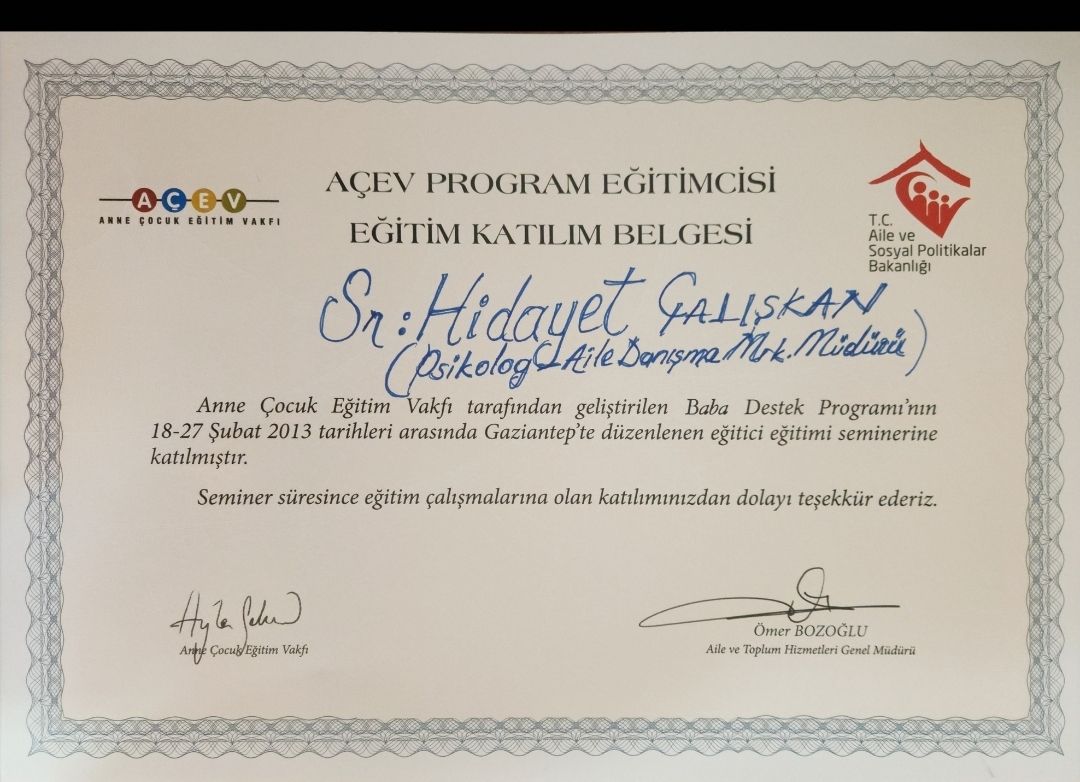 AÇEV
ANNE ÇOCUK EĞİTİM VAKFI
AÇEV PROGRAM EĞİTİMCİSİ
EĞİTİM KATILIM BELGESİ
T.C.
Aile ve
Sosyal Politikalar
Bakanlığı
Sn: Hidayet ÇALIŞKAN
(Psikolog Aile Danışma Mrk. Müdürü)
Anne Çocuk Eğitim Vakfı tarafından geliştirilen Baba Destek Programı'nın
18-27 Şubat 2013 tarihleri arasında Gaziantep'te düzenlenen eğitici eğitimi seminerine
katılmıştır.
Seminer süresince eğitim çalışmalarına olan katılımınızdan dolayı teşekkür ederiz.
Anne Çocuk Eğitim Vakfı
Ömer BOZOĞLU
Aile ve Toplum Hizmetleri Genel Müdürü